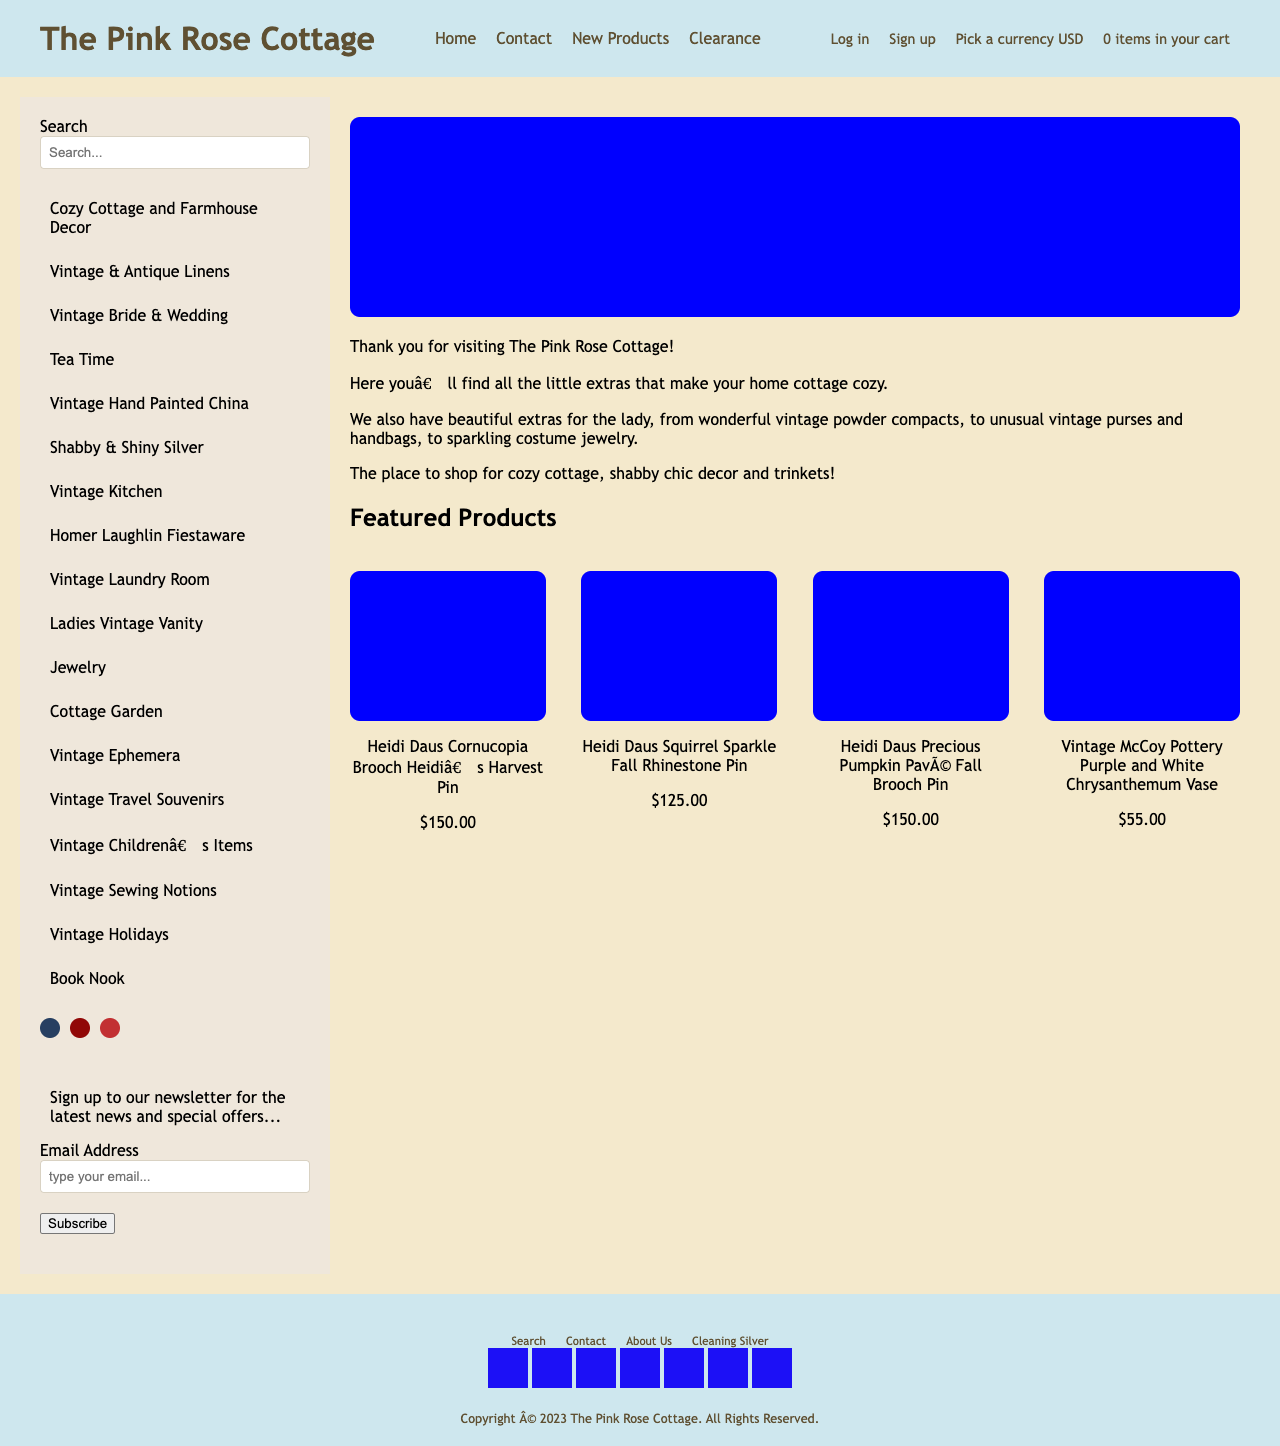 The Pink Rose Cottage
Home Contact New Products Clearance
Log in Sign up Pick a currency USD 0 items in your cart
Search
Search...
Cozy Cottage and Farmhouse
Decor
Vintage & Antique Linens
Vintage Bride & Wedding
Tea Time
Vintage Hand Painted China
Shabby & Shiny Silver
Vintage Kitchen
Homer Laughlin Fiestaware
Vintage Laundry Room
Ladies Vintage Vanity
Jewelry
Cottage Garden
Vintage Ephemera
Vintage Travel Souvenirs
Vintage Childrenâ€ s Items
Vintage Sewing Notions
Vintage Holidays
Book Nook
Sign up to our newsletter for the
latest news and special offers...
Email Address
type your email...
Subscribe
Thank you for visiting The Pink Rose Cottage!
Here youâ€ ll find all the little extras that make your home cottage cozy.
We also have beautiful extras for the lady, from wonderful vintage powder compacts, to unusual vintage purses and
handbags, to sparkling costume jewelry.
The place to shop for cozy cottage, shabby chic decor and trinkets!
Featured Products
Heidi Daus Cornucopia
Brooch Heidiâ€ s Harvest
Pin
$150.00
Heidi Daus Squirrel Sparkle
Fall Rhinestone Pin
$125.00
Heidi Daus Precious
Pumpkin PavÃ© Fall
Brooch Pin
$150.00
Vintage McCoy Pottery
Purple and White
Chrysanthemum Vase
$55.00
Search Contact About Us Cleaning Silver
Copyright Â© 2023 The Pink Rose Cottage. All Rights Reserved.